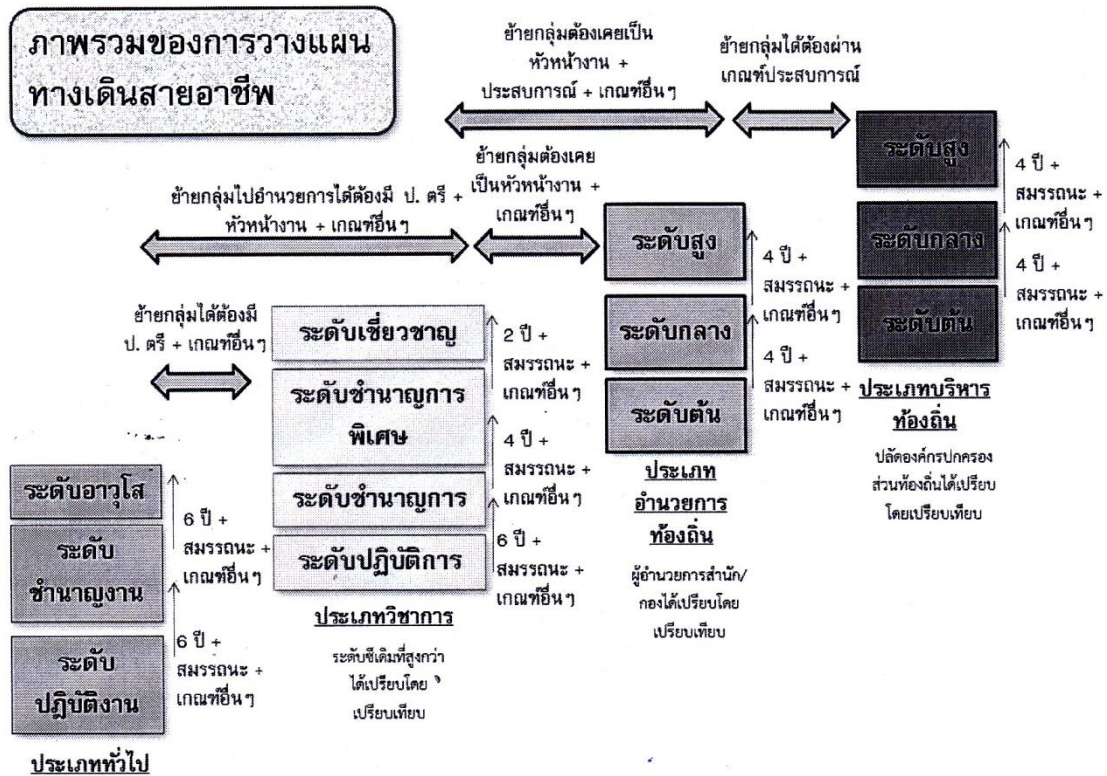 ภาพรวมของการวางแผน
ทางเดินสายอาชีพ
ย้ายกลุ่มต้องเคยเป็น
หัวหน้างาน +
ประสบการณ์ + เกณฑ์อื่นๆ
ย้ายกลุ่มได้ต้องผ่าน
เกณฑ์ประสบการณ์
ย้ายกลุ่มไปอำนวยการได้ต้องมี ป. ตรี +
หัวหน้างาน + เกณฑ์อื่นๆ
ย้ายกลุ่มต้องเคย
เป็นหัวหน้างาน +
เกณฑ์อื่นๆ
ย้ายกลุ่มได้ต้องมี
ป. ตรี + เกณฑ์อื่นๆ
ระดับอาวุโส
6 ปี +
สมรรถนะ +
เกณฑ์อื่นๆ
ระดับ
ชำนาญงาน
6 ปี +
สมรรถนะ +
เกณฑ์อื่นๆ
ระดับ
ปฏิบัติงาน
ประเภททั่วไป
ระดับเชี่ยวชาญ
2 ปี +
สมรรถนะ +
เกณฑ์อื่นๆ
ระดับชำนาญการ
พิเศษ
4 ปี +
สมรรถนะ +
เกณฑ์อื่นๆ
ระดับชำนาญการ
6 ปี +
สมรรถนะ +
เกณฑ์อื่นๆ
ระดับปฏิบัติการ
ประเภทวิชาการ
ระดับซีเดิมที่สูงกว่า
ได้เปรียบโดย
เปรียบเทียบ
ระดับสูง
4 ปี +
สมรรถนะ +
เกณฑ์อื่นๆ
ระดับกลาง
4 ปี +
สมรรถนะ +
เกณฑ์อื่นๆ
ระดับต้น
ประเภท
อำนวยการ
ท้องถิ่น
ผู้อำนวยการสำนัก/
กองได้เปรียบโดย
เปรียบเทียบ
ระดับสูง
4 ปี +
สมรรถนะ +
เกณฑ์อื่นๆ
ระดับกลาง
4 ปี +
สมรรถนะ +
เกณฑ์อื่นๆ
ระดับต้น
ประเภทบริหาร
ท้องถิ่น
ปลัดองค์กรปกครอง
ส่วนท้องถิ่นได้เปรียบ
โดยเปรียบเทียบ